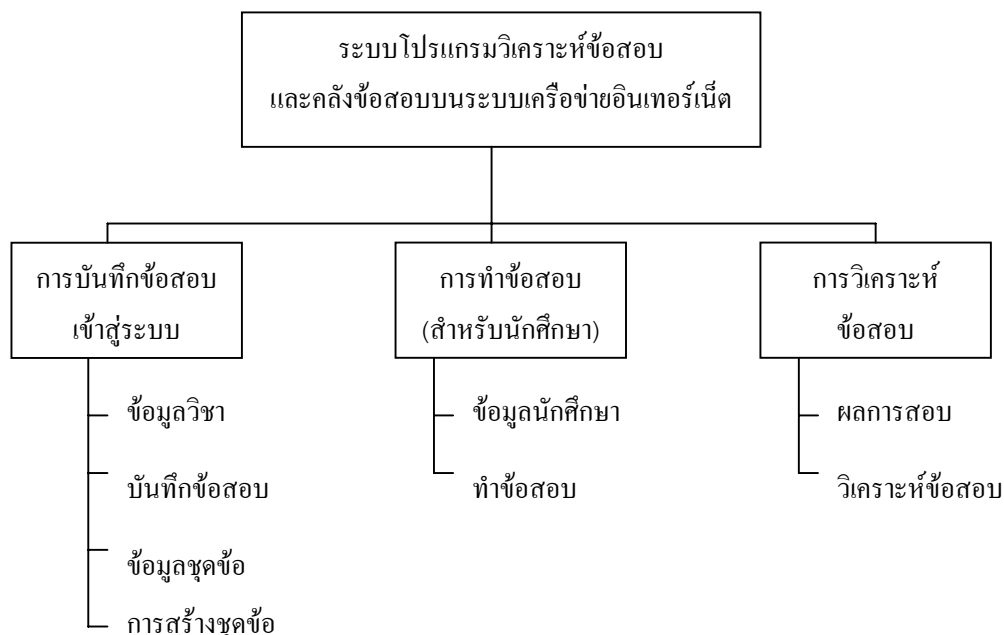 ระบบโปรแกรมวิเคราะห์ข้อสอบ
และคลังข้อสอบบนระบบเครือข่ายอินเทอร์เน็ต
การบันทึกข้อสอบ
เข้าสู่ระบบ
การทำข้อสอบ
(สำหรับนักศึกษา)
การวิเคราะห์
ข้อสอบ
ข้อมูลวิชา
บันทึกข้อสอบ
ข้อมูลชุดข้อ
การสร้างชุดข้อ
ข้อมูลนักศึกษา
ทำข้อสอบ
ผลการสอบ
วิเคราะห์ข้อสอบ